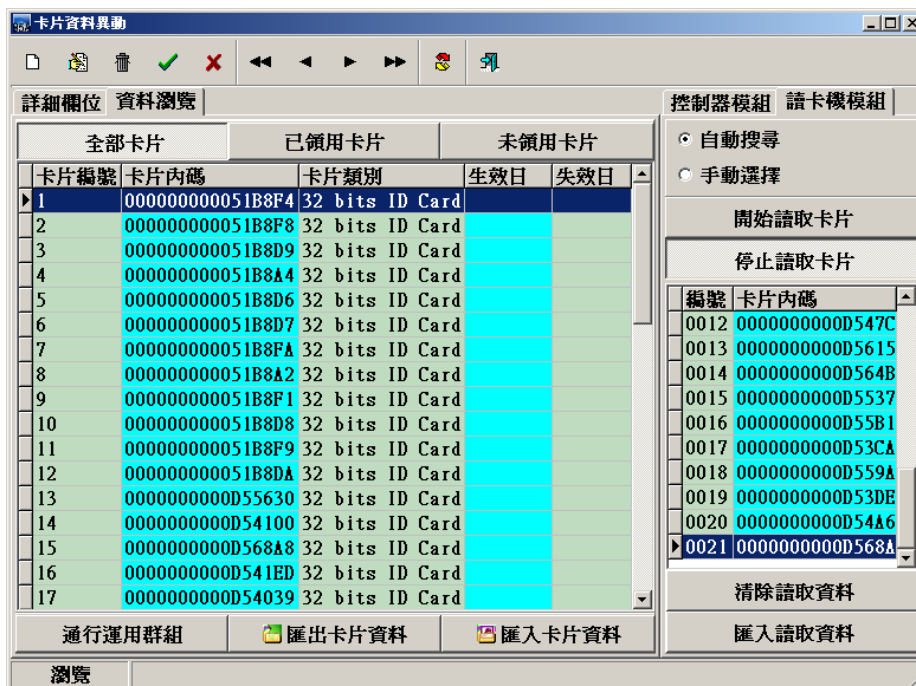 卡片資料異動
詳細欄位 資料瀏覽
全部卡片 已領用卡片 未領用卡片
卡片編號 卡片內碼 卡片類別 生效日 失效日
1 000000000051B8F4 32 bits ID Card
2 000000000051B8F8 32 bits ID Card
3 000000000051B8D9 32 bits ID Card
4 000000000051B8A4 32 bits ID Card
5 000000000051B8D6 32 bits ID Card
6 000000000051B8D7 32 bits ID Card
7 000000000051B8FA 32 bits ID Card
8 000000000051B8A2 32 bits ID Card
9 000000000051B8F1 32 bits ID Card
10 000000000051B8D8 32 bits ID Card
11 000000000051B8F9 32 bits ID Card
12 000000000051B8DA 32 bits ID Card
13 0000000000D55630 32 bits ID Card
14 0000000000D54100 32 bits ID Card
15 0000000000D568A8 32 bits ID Card
16 0000000000D541ED 32 bits ID Card
17 0000000000D54039 32 bits ID Card
通行運用群組 匯出卡片資料 匯入卡片資料
控制器模組 讀卡機模組
自動搜尋
手動選擇
開始讀取卡片
停止讀取卡片
編號 卡片內碼
0012 0000000000D547C
0013 0000000000D5615
0014 0000000000D564B
0015 0000000000D5537
0016 0000000000D55B1
0017 0000000000D53CA
0018 0000000000D559A
0019 0000000000D53DE
0020 0000000000D54A6
0021 0000000000D568A
清除讀取資料
匯入讀取資料
瀏覽